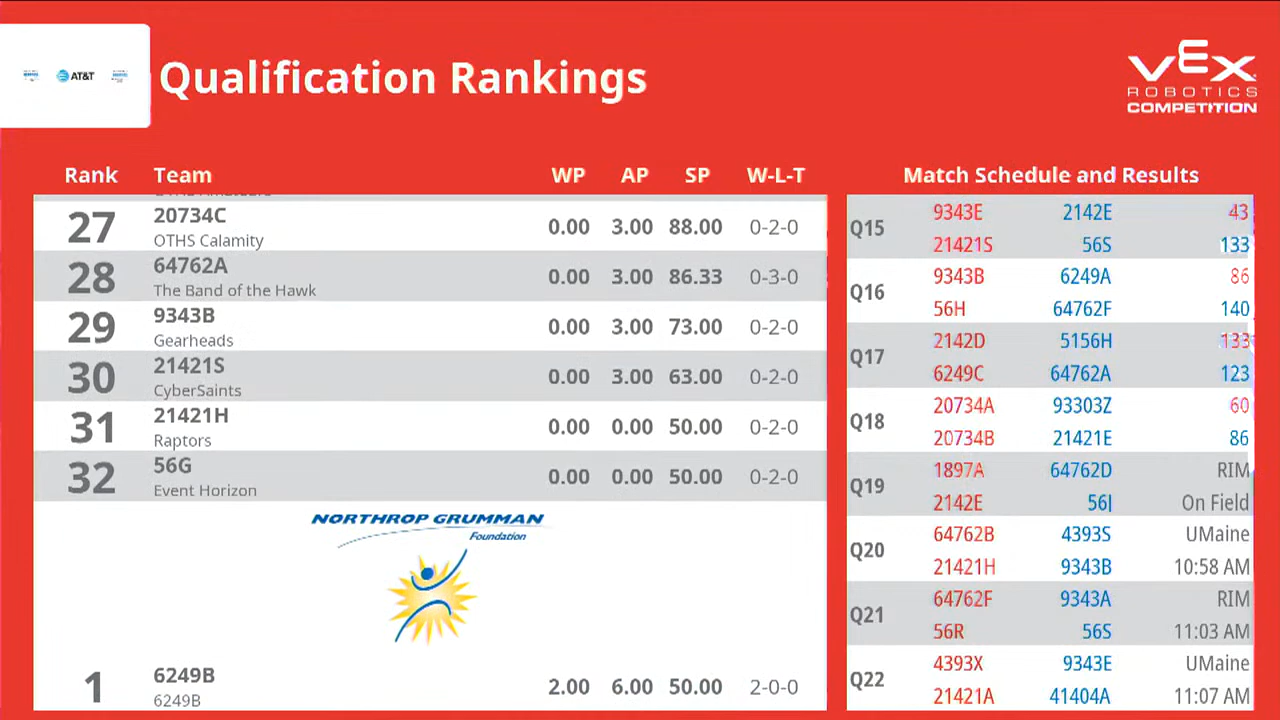 AT&T
Qualification Rankings
VEX
ROBOTICS
COMPETITION
Rank Team WP AP SP W-L-T
27 20734C 0.00 3.00 88.00 0-2-0
OTHS Calamity
28 64762A 0.00 3.00 86.33 0-3-0
The Band of the Hawk
29 9343B 0.00 3.00 73.00 0-2-0
Gearheads
30 21421S 0.00 3.00 63.00 0-2-0
CyberSaints
31 21421H 0.00 0.00 50.00 0-2-0
Raptors
32 56G 0.00 0.00 50.00 0-2-0
Event Horizon
NORTHROP GRUMMAN
Foundation
1 6249B 2.00 6.00 50.00 2-0-0
6249B
Match Schedule and Results
Q15 9343E 2142E 43
21421S 56S 133
Q16 9343B 6249A 86
56H 64762F 140
Q17 2142D 5156H 133
6249C 64762A 123
Q18 20734A 93303Z 60
20734B 21421E 86
Q19 1897A 64762D RIM
2142E 56J On Field
Q20 64762B 4393S UMaine
21421H 9343B 10:58 AM
Q21 64762F 9343A RIM
56R 56S 11:03 AM
Q22 4393X 9343E UMaine
21421A 41404A 11:07 AM